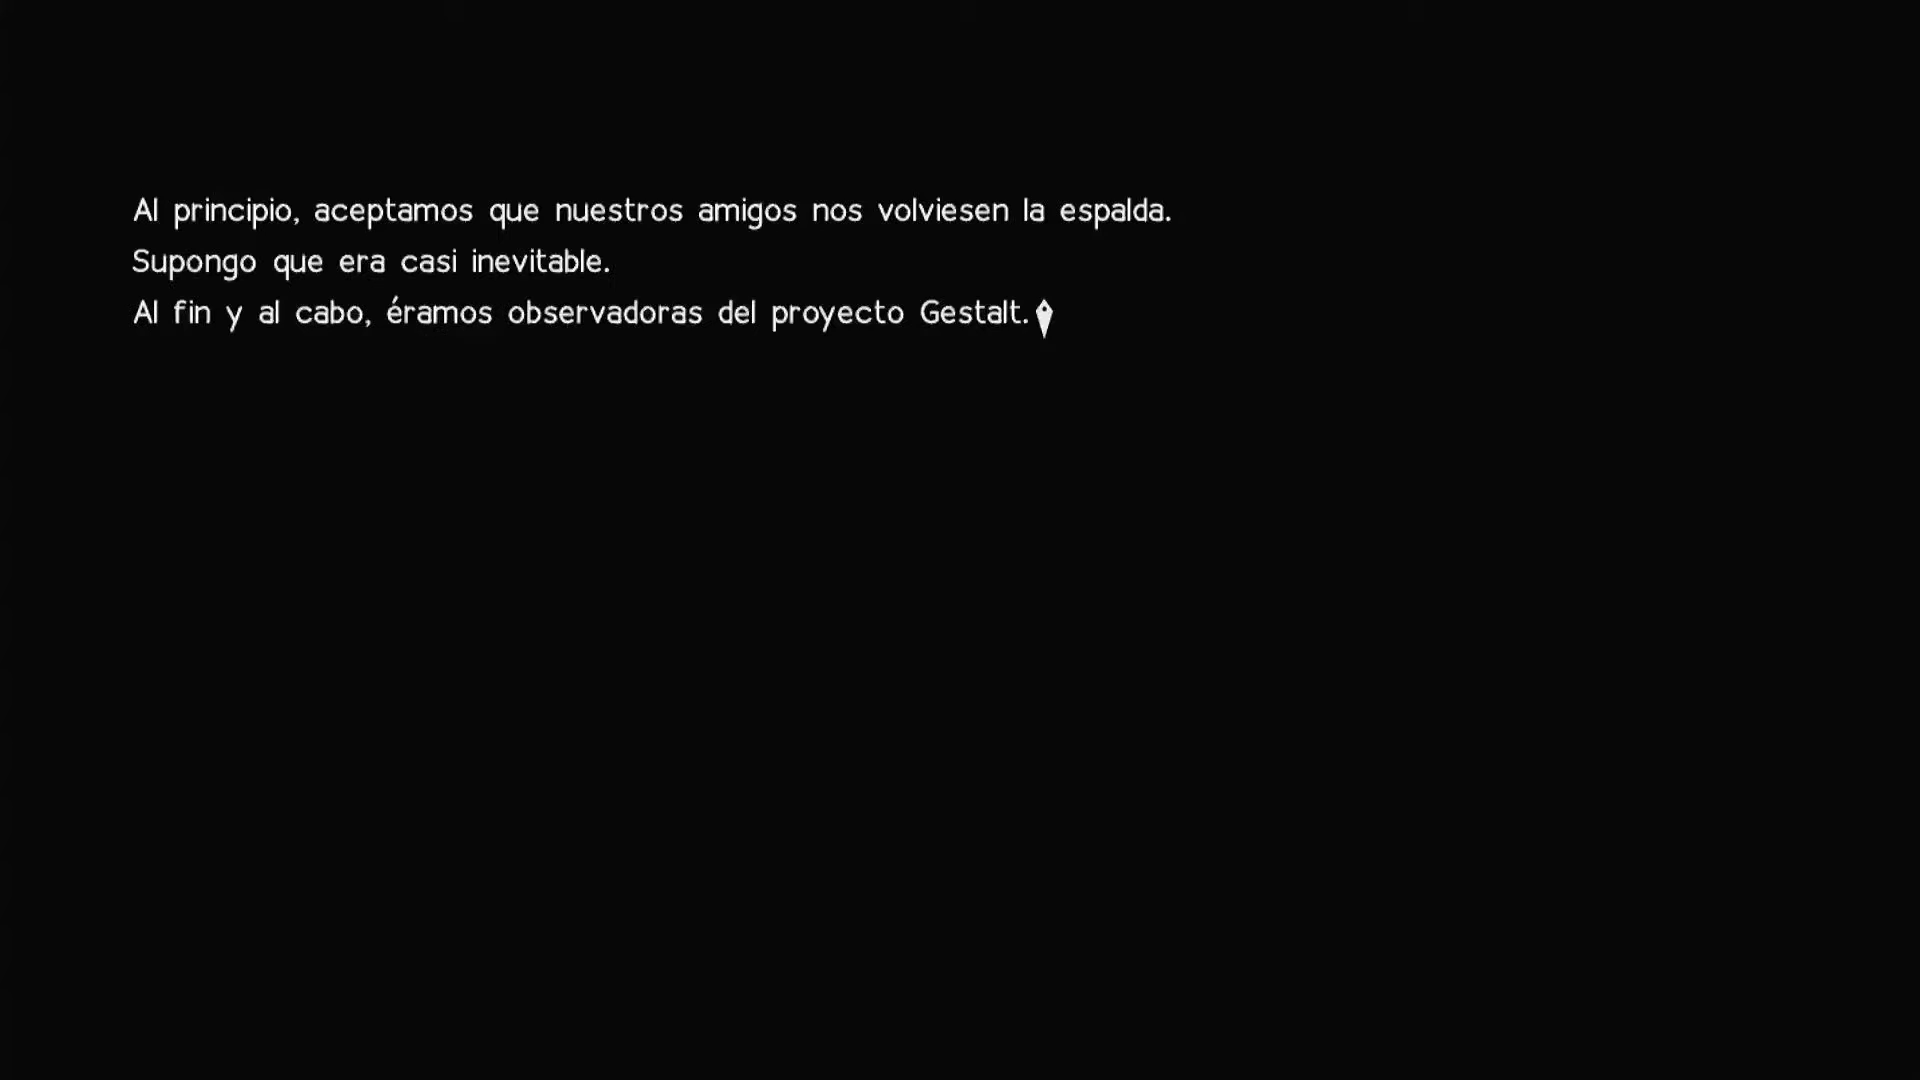 Al principio, aceptamos que nuestros amigos nos volviesen la espalda.
Supongo que era casi inevitable.
Al fin y al cabo, éramos observadoras del proyecto Gestalt.